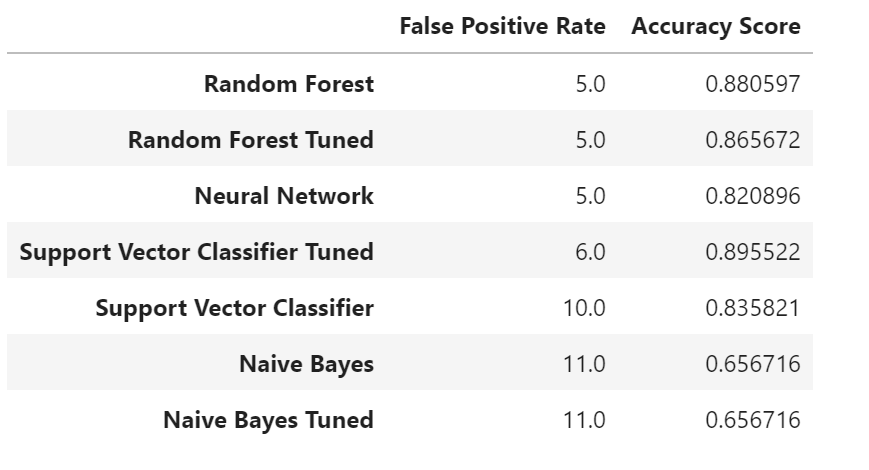 False Positive Rate Accuracy Score
Random Forest 5.0 0.880597
Random Forest Tuned 5.0 0.865672
Neural Network 5.0 0.820896
Support Vector Classifier Tuned 6.0 0.895522
Support Vector Classifier 10.0 0.835821
Naive Bayes 11.0 0.656716
Naive Bayes Tuned 11.0 0.656716